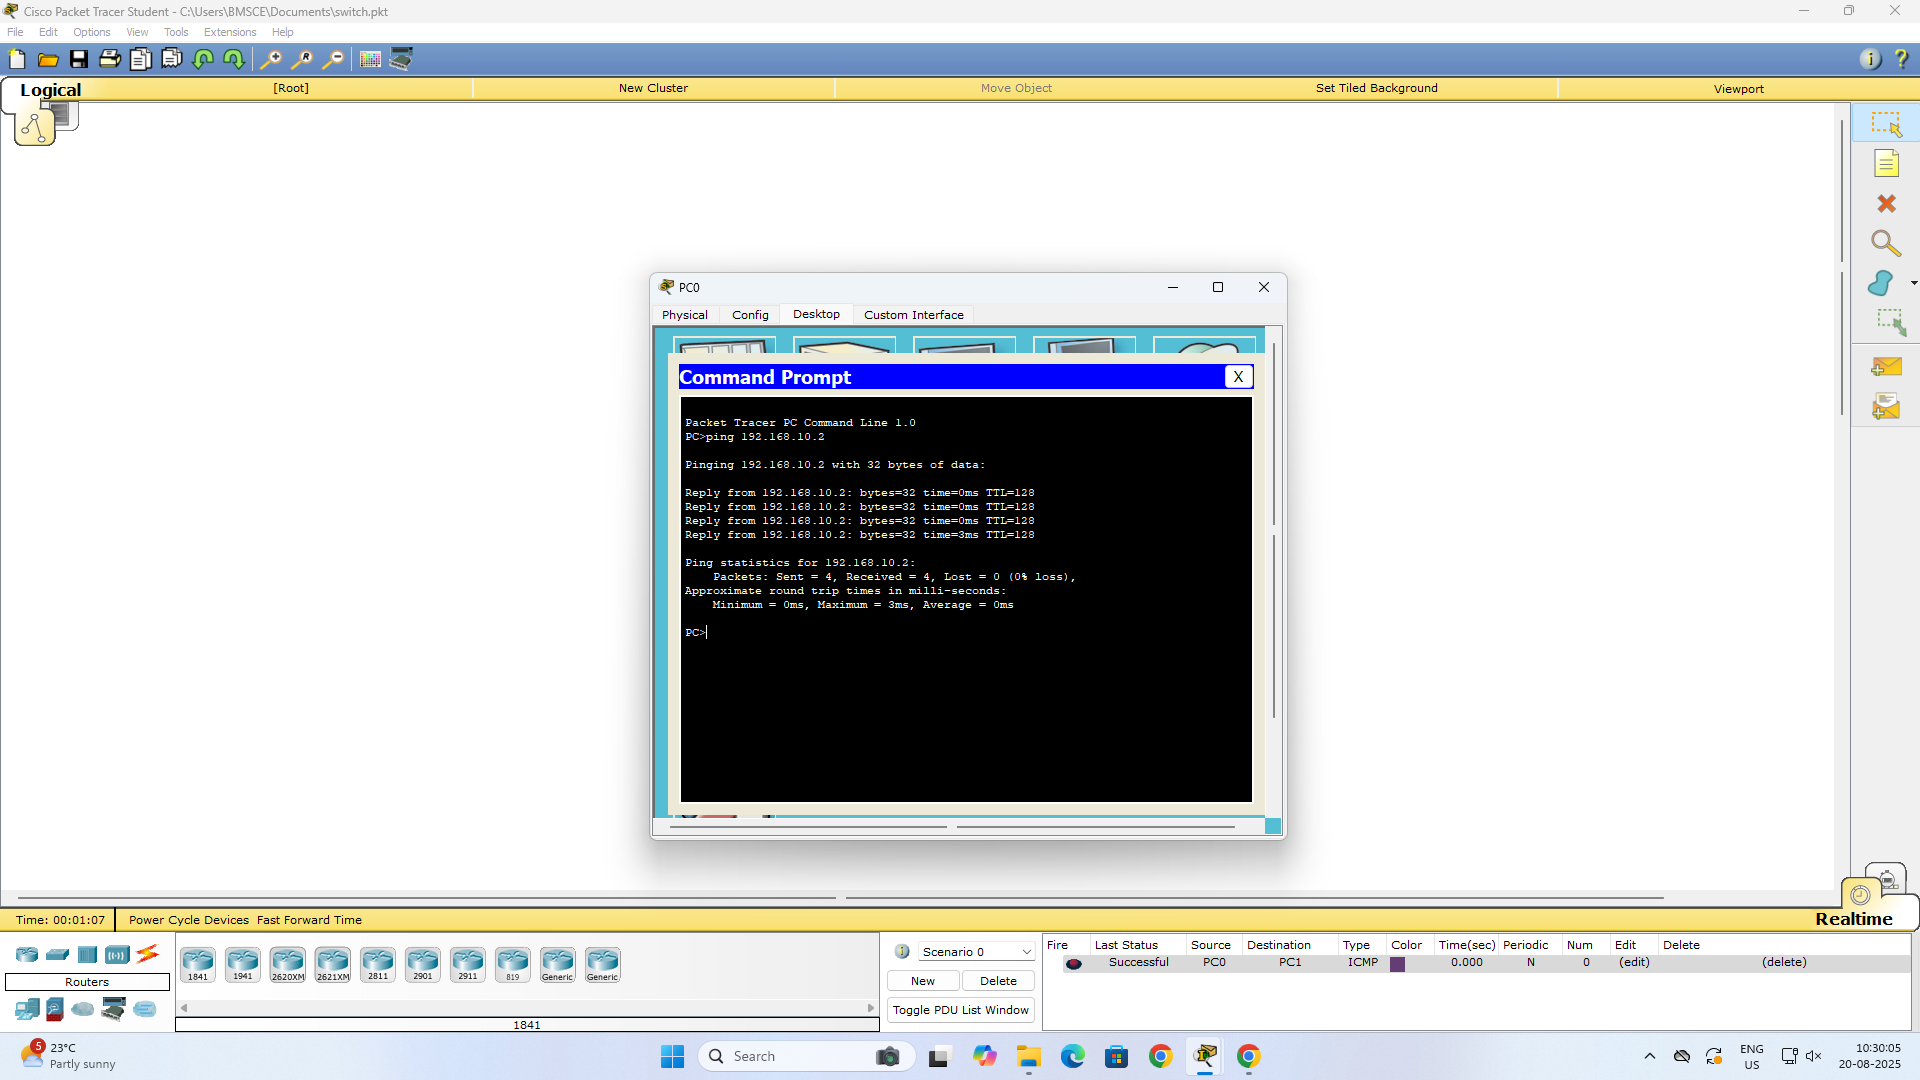 Cisco Packet Tracer Student - C:\Users\BMSCE\Documents\switch.pkt
File Edit Options View Tools Extensions Help
Logical [Root] New Cluster Move Object Set Tiled Background Viewport
PC0
Physical Config Desktop Custom Interface
Command Prompt X
Packet Tracer PC Command Line 1.0
PC>ping 192.168.10.2
Pinging 192.168.10.2 with 32 bytes of data:
Reply from 192.168.10.2: bytes=32 time=0ms TTL=128
Reply from 192.168.10.2: bytes=32 time=0ms TTL=128
Reply from 192.168.10.2: bytes=32 time=0ms TTL=128
Reply from 192.168.10.2: bytes=32 time=3ms TTL=128
Ping statistics for 192.168.10.2:
Packets: Sent = 4, Received = 4, Lost = 0 (0% loss),
Approximate round trip times in milli-seconds:
Minimum = 0ms, Maximum = 3ms, Average = 0ms
PC>
Time: 00:01:07 Power Cycle Devices Fast Forward Time Realtime
Routers
1841 1941 2620XM 2621XM 2811 2901 2911 819 Generic Generic
1841
Scenario 0
New Delete
Toggle PDU List Window
Fire Last Status Source Destination Type Color Time(sec) Periodic Num Edit Delete
Successful PC0 PC1 ICMP 0.000 N 0 (edit) (delete)
5
23°C
Partly sunny
Search
ENG
US
10:30:05
20-08-2025